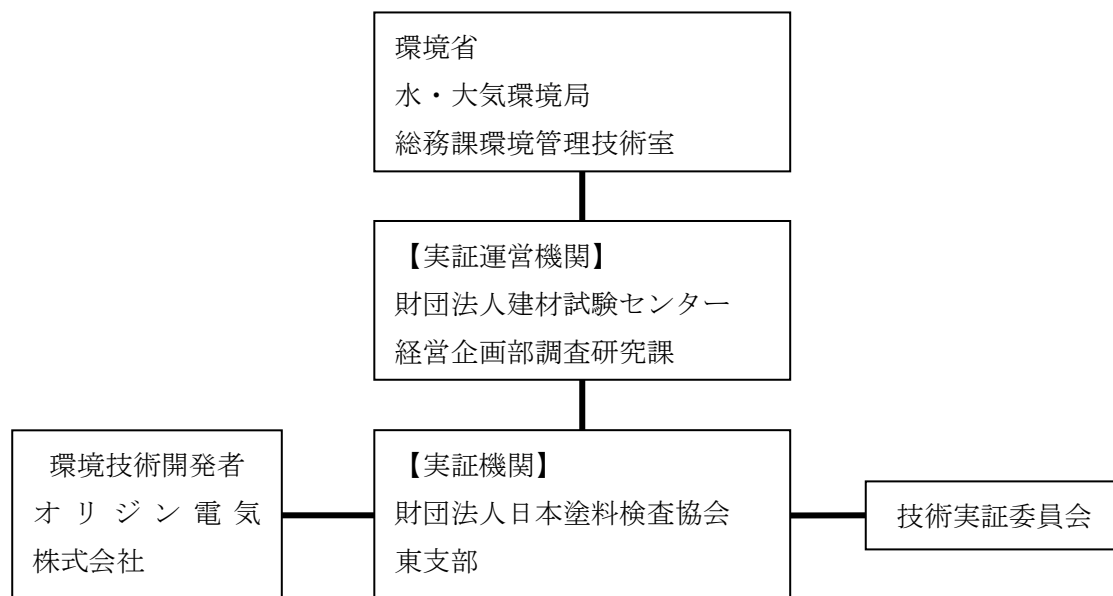 環境省
水・大気環境局
総務課環境管理技術室
【実証運営機関】
財団法人建材試験センター
経営企画部調査研究課
環境技術開発者
オリジン電気
株式会社
【実証機関】
財団法人日本塗料検査協会
東支部
技術実証委員会